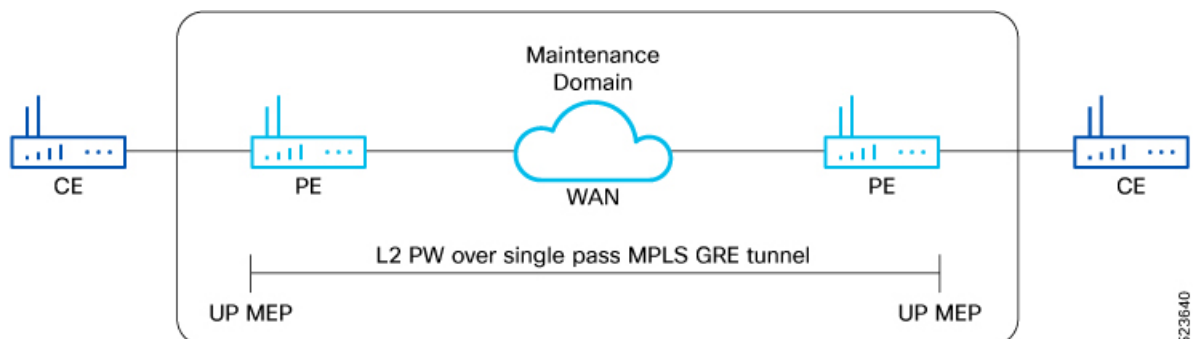 Maintenance
Domain
CE
PE
WAN
PE
CE
L2 PW over single pass MPLS GRE tunnel
UP MEP
UP MEP
523640